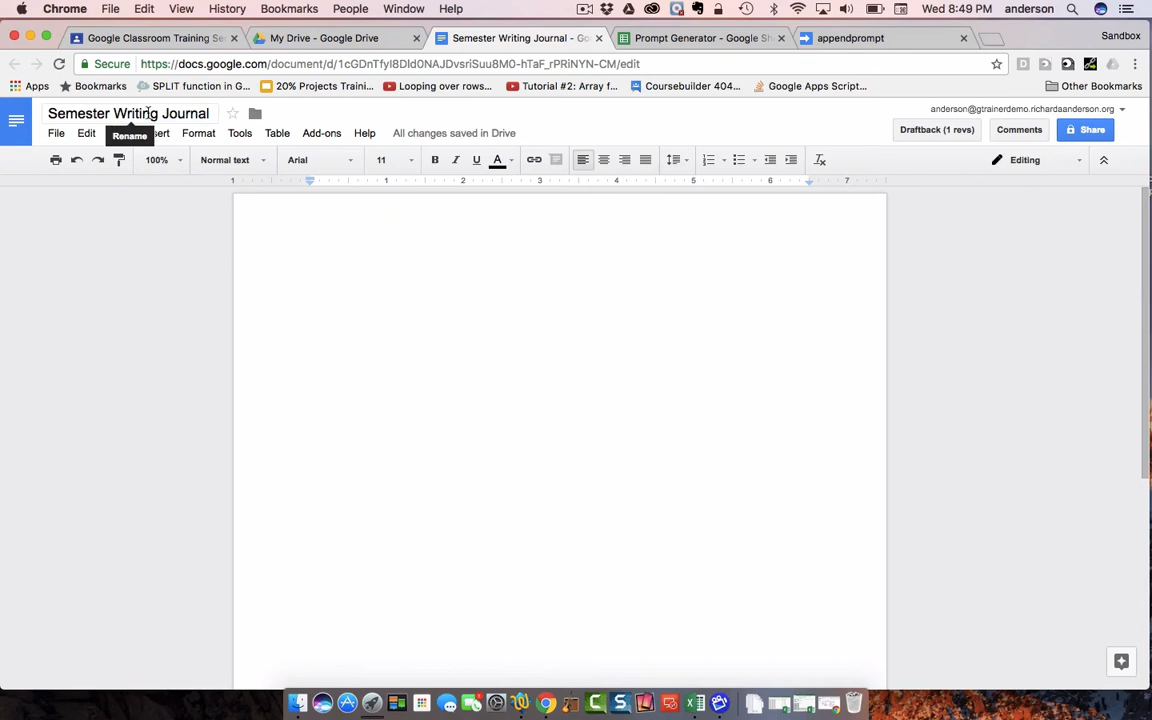 Chrome File Edit View History Bookmarks People Window Help Wed 8:49 PM anderson
Google Classroom Training Se My Drive - Google Drive Semester Writing Journal - Go Prompt Generator - Google Sh appendprompt Sandbox
Secure https://docs.google.com/document/d/1cGDnTfyI8DId0NAJDvsriSuu8M0-hTaF_rPRiNYN-CM/edit
Apps Bookmarks SPLIT function in G... 20% Projects Traini... Looping over rows... Tutorial #2: Array f... Coursebuilder 404... Google Apps Script... Other Bookmarks
Semester Writing Journal anderson@gtrainerdemo.richardaanderson.org
Rename
File Edit sert Format Tools Table Add-ons Help All changes saved in Drive Draftback (1 revs) Comments Share
100% Normal text Arial 11 B I U A Editing
1 1 2 3 4 5 6 7